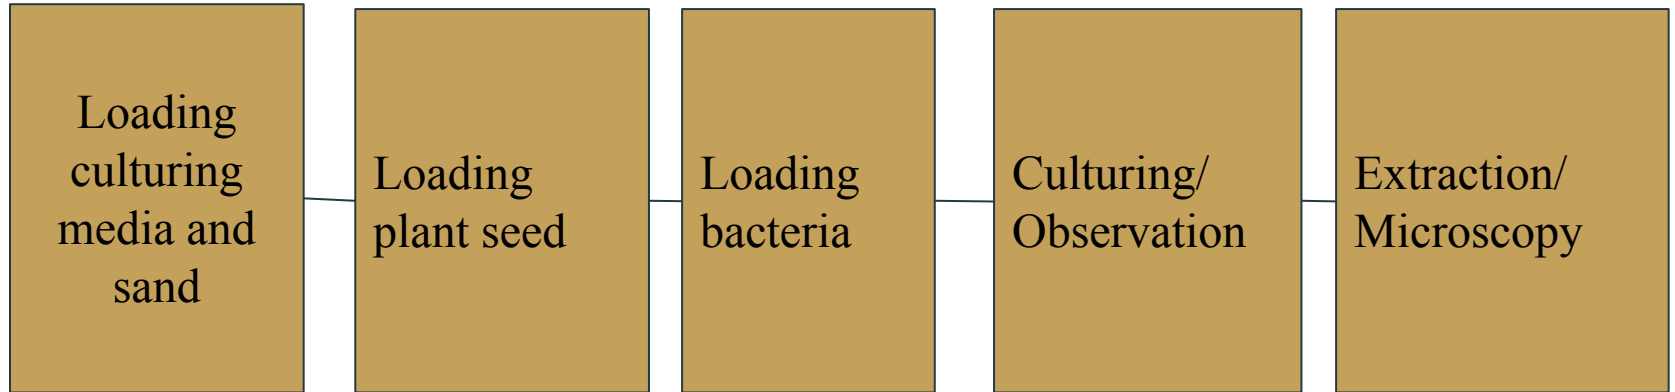 Loading
culturing
media and
sand
Loading
plant seed
Loading
bacteria
Culturing/
Observation
Extraction/
Microscopy